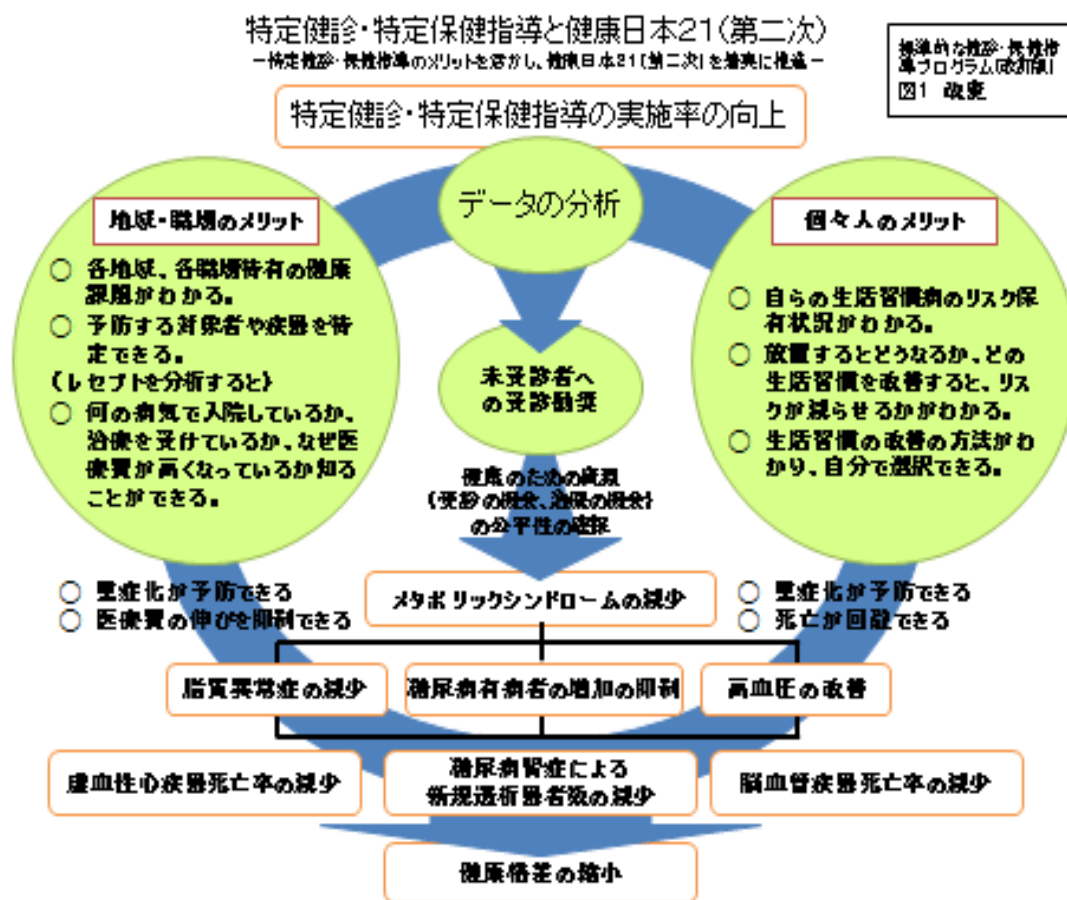 特定健診・特定保健指導と健康日本21(第二次)
－特定健診・保健指導のメリットを活かし、健康日本21(第二次)を着実に推進－
標準的な健診・保健指
導プログラム(改訂版)
図1 改変
特定健診・特定保健指導の実施率の向上
データの分析
地域・職場のメリット
○ 各地域、各職場特有の健康
課題がわかる。
○ 予防する対象者や疾患を特
定できる。
(レセプトを分析すると)
○ 何の病気で入院しているか、
治療を受けているか、なぜ医
療費が高くなっているか知る
ことができる。
個々人のメリット
○ 自らの生活習慣病のリスク保
有状況がわかる。
○ 放置するとどうなるか、どの
生活習慣を改善すると、リス
クが減らせるかがわかる。
○ 生活習慣の改善の方法がわ
かり、自分で選択できる。
未受診者へ
の受診勧奨
健康のための資源
(受診の機会、治療の機会)
の公平性の確保
○ 重症化が予防できる
○ 医療費の伸びを抑制できる
○ 重症化が予防できる
○ 死亡が回避できる
メタボリックシンドロームの減少
脂質異常症の減少
糖尿病有病者の増加の抑制
高血圧の改善
虚血性心疾患死亡率の減少
糖尿病腎症による
新規透析患者数の減少
脳血管疾患死亡率の減少
健康格差の縮小